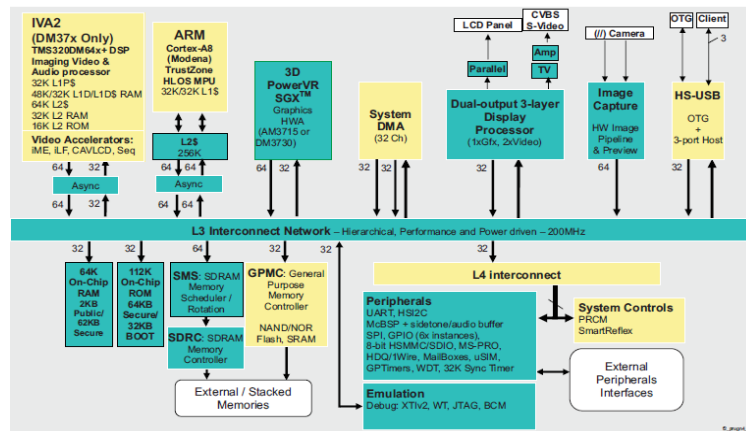 IVA2
(DM37x Only)
TMS320DM64x+ DSP
Imaging Video &
Audio processor
32K L1P$
48K/32K L1D/L1D$ RAM
64K L2$
32K L2 RAM
16K L2 ROM
Video Accelerators:
iME, iLF, CAVLCD, Seq
64
32
Async
64
32
ARM
Cortex-A8
(Modena)
TrustZone
HLOS MPU
32K/32K L1$
L2$
256K
64
64
Async
64
64
3D
PowerVR
SGX™
Graphics
HWA
(AM3715 or
DM3730)
64
32
System
DMA
(32 Ch)
32
32
LCD Panel
CVBS
S-Video
Amp
Parallel
TV
Dual-output 3-layer
Display
Processor
(1xGfx, 2xVideo)
32
32
(//) Camera
Image
Capture
HW Image
Pipeline
& Preview
64
OTG
Client
3
HS-USB
OTG
+
3-port Host
32
32
L3 Interconnect Network – Hierarchical, Performance and Power driven – 200MHz
32
32
64
32
32
32
32
64K
On-Chip
RAM
2KB
Public/
62KB
Secure
112K
On-Chip
ROM
64KB
Secure/
32KB
BOOT
SMS: SDRAM
Memory
Scheduler /
Rotation
SDRC: SDRAM
Memory
Controller
GPMC: General
Purpose
Memory
Controller
NAND/NOR
Flash, SRAM
External / Stacked
Memories
L4 interconnect
Peripherals
UART, HSI2C
McBSP + sidetone/audio buffer
SPI, GPIO (6x instances),
8-bit HSMMC/SDIO, MS-PRO,
HDQ/1Wire, MailBoxes, uSIM,
GPTimers, WDT, 32K Sync Timer
Emulation
Debug: XTIv2, WT, JTAG, BCM
System Controls
PRCM
SmartReflex
External
Peripherals
Interfaces